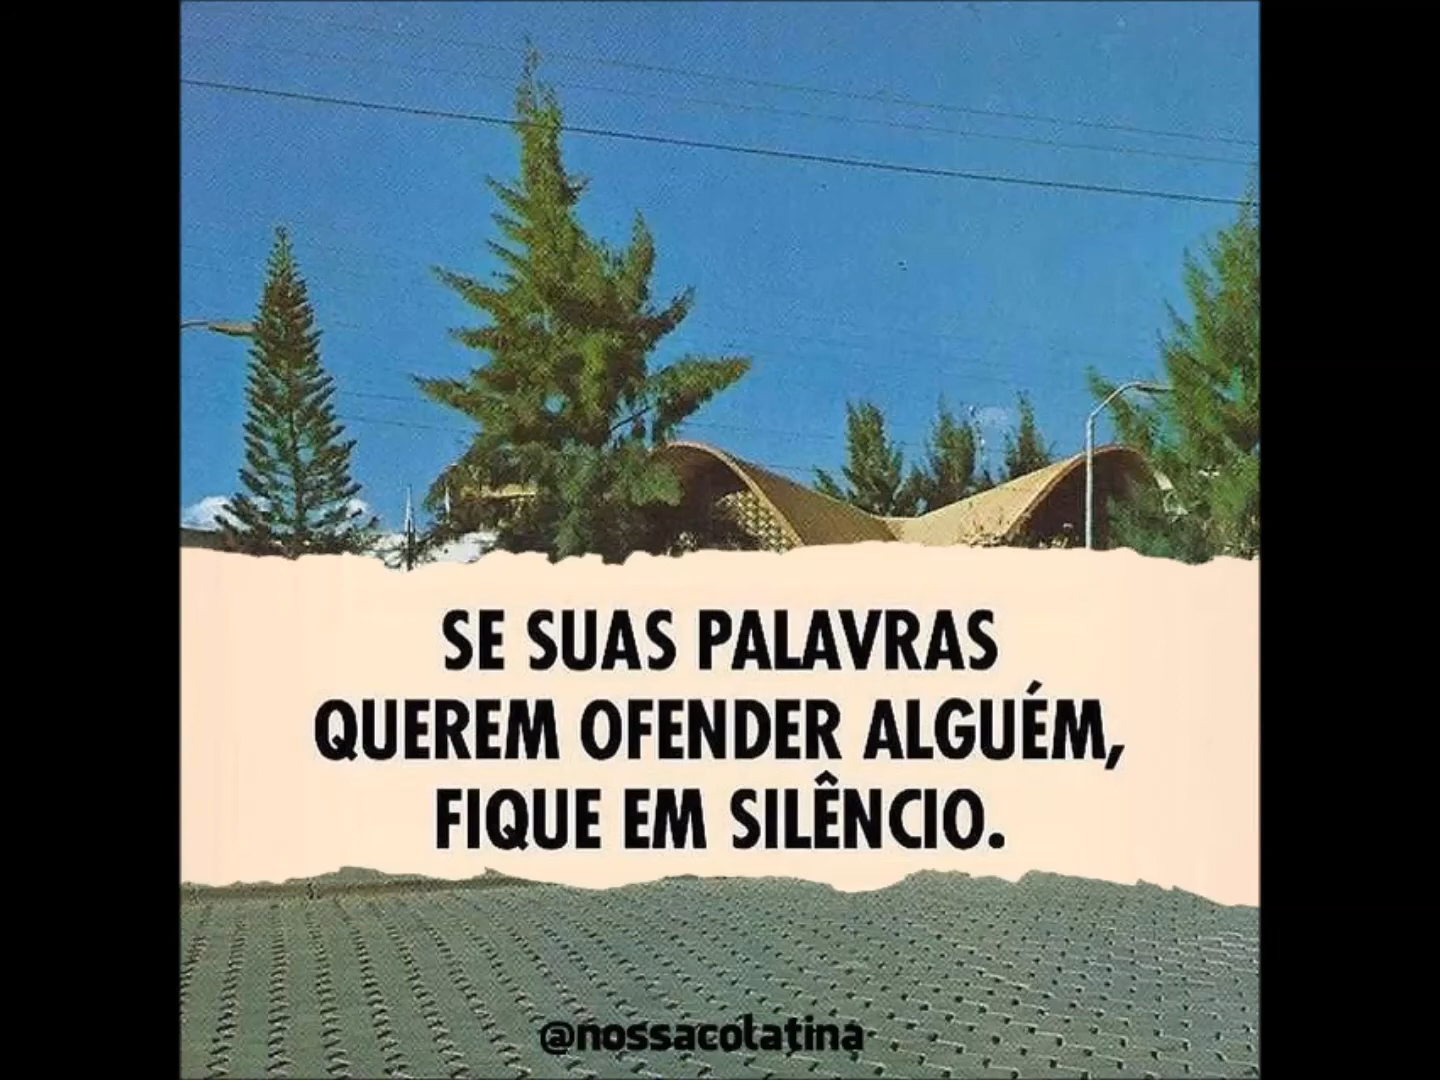 SE SUAS PALAVRAS
QUEREM OFENDER ALGUÉM,
FIQUE EM SILÊNCIO.
@nossacolatina